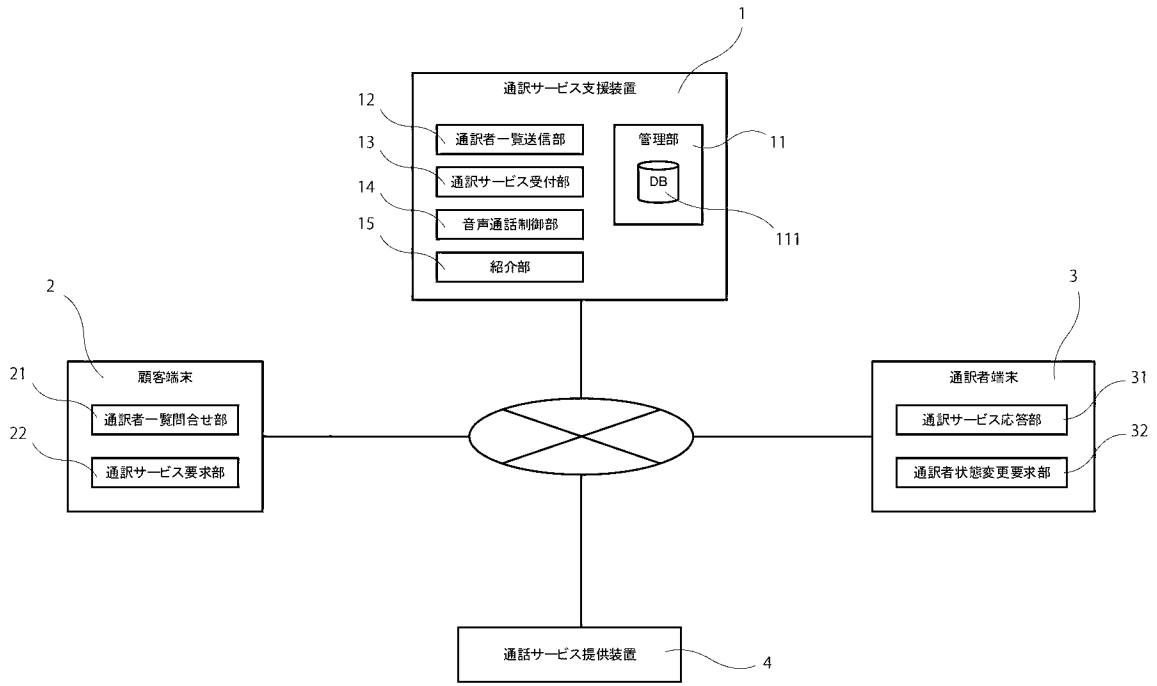 1
通訳サービス支援装置
12
通訳者一覧送信部
管理部
11
13
通訳サービス受付部
DB
14
音声通話制御部
111
15
紹介部
2
3
顧客端末
通訳者端末
21
通訳者一覧問合せ部
通訳サービス応答部
31
22
通訳サービス要求部
通訳者状態変更要求部
32
通話サービス提供装置
4